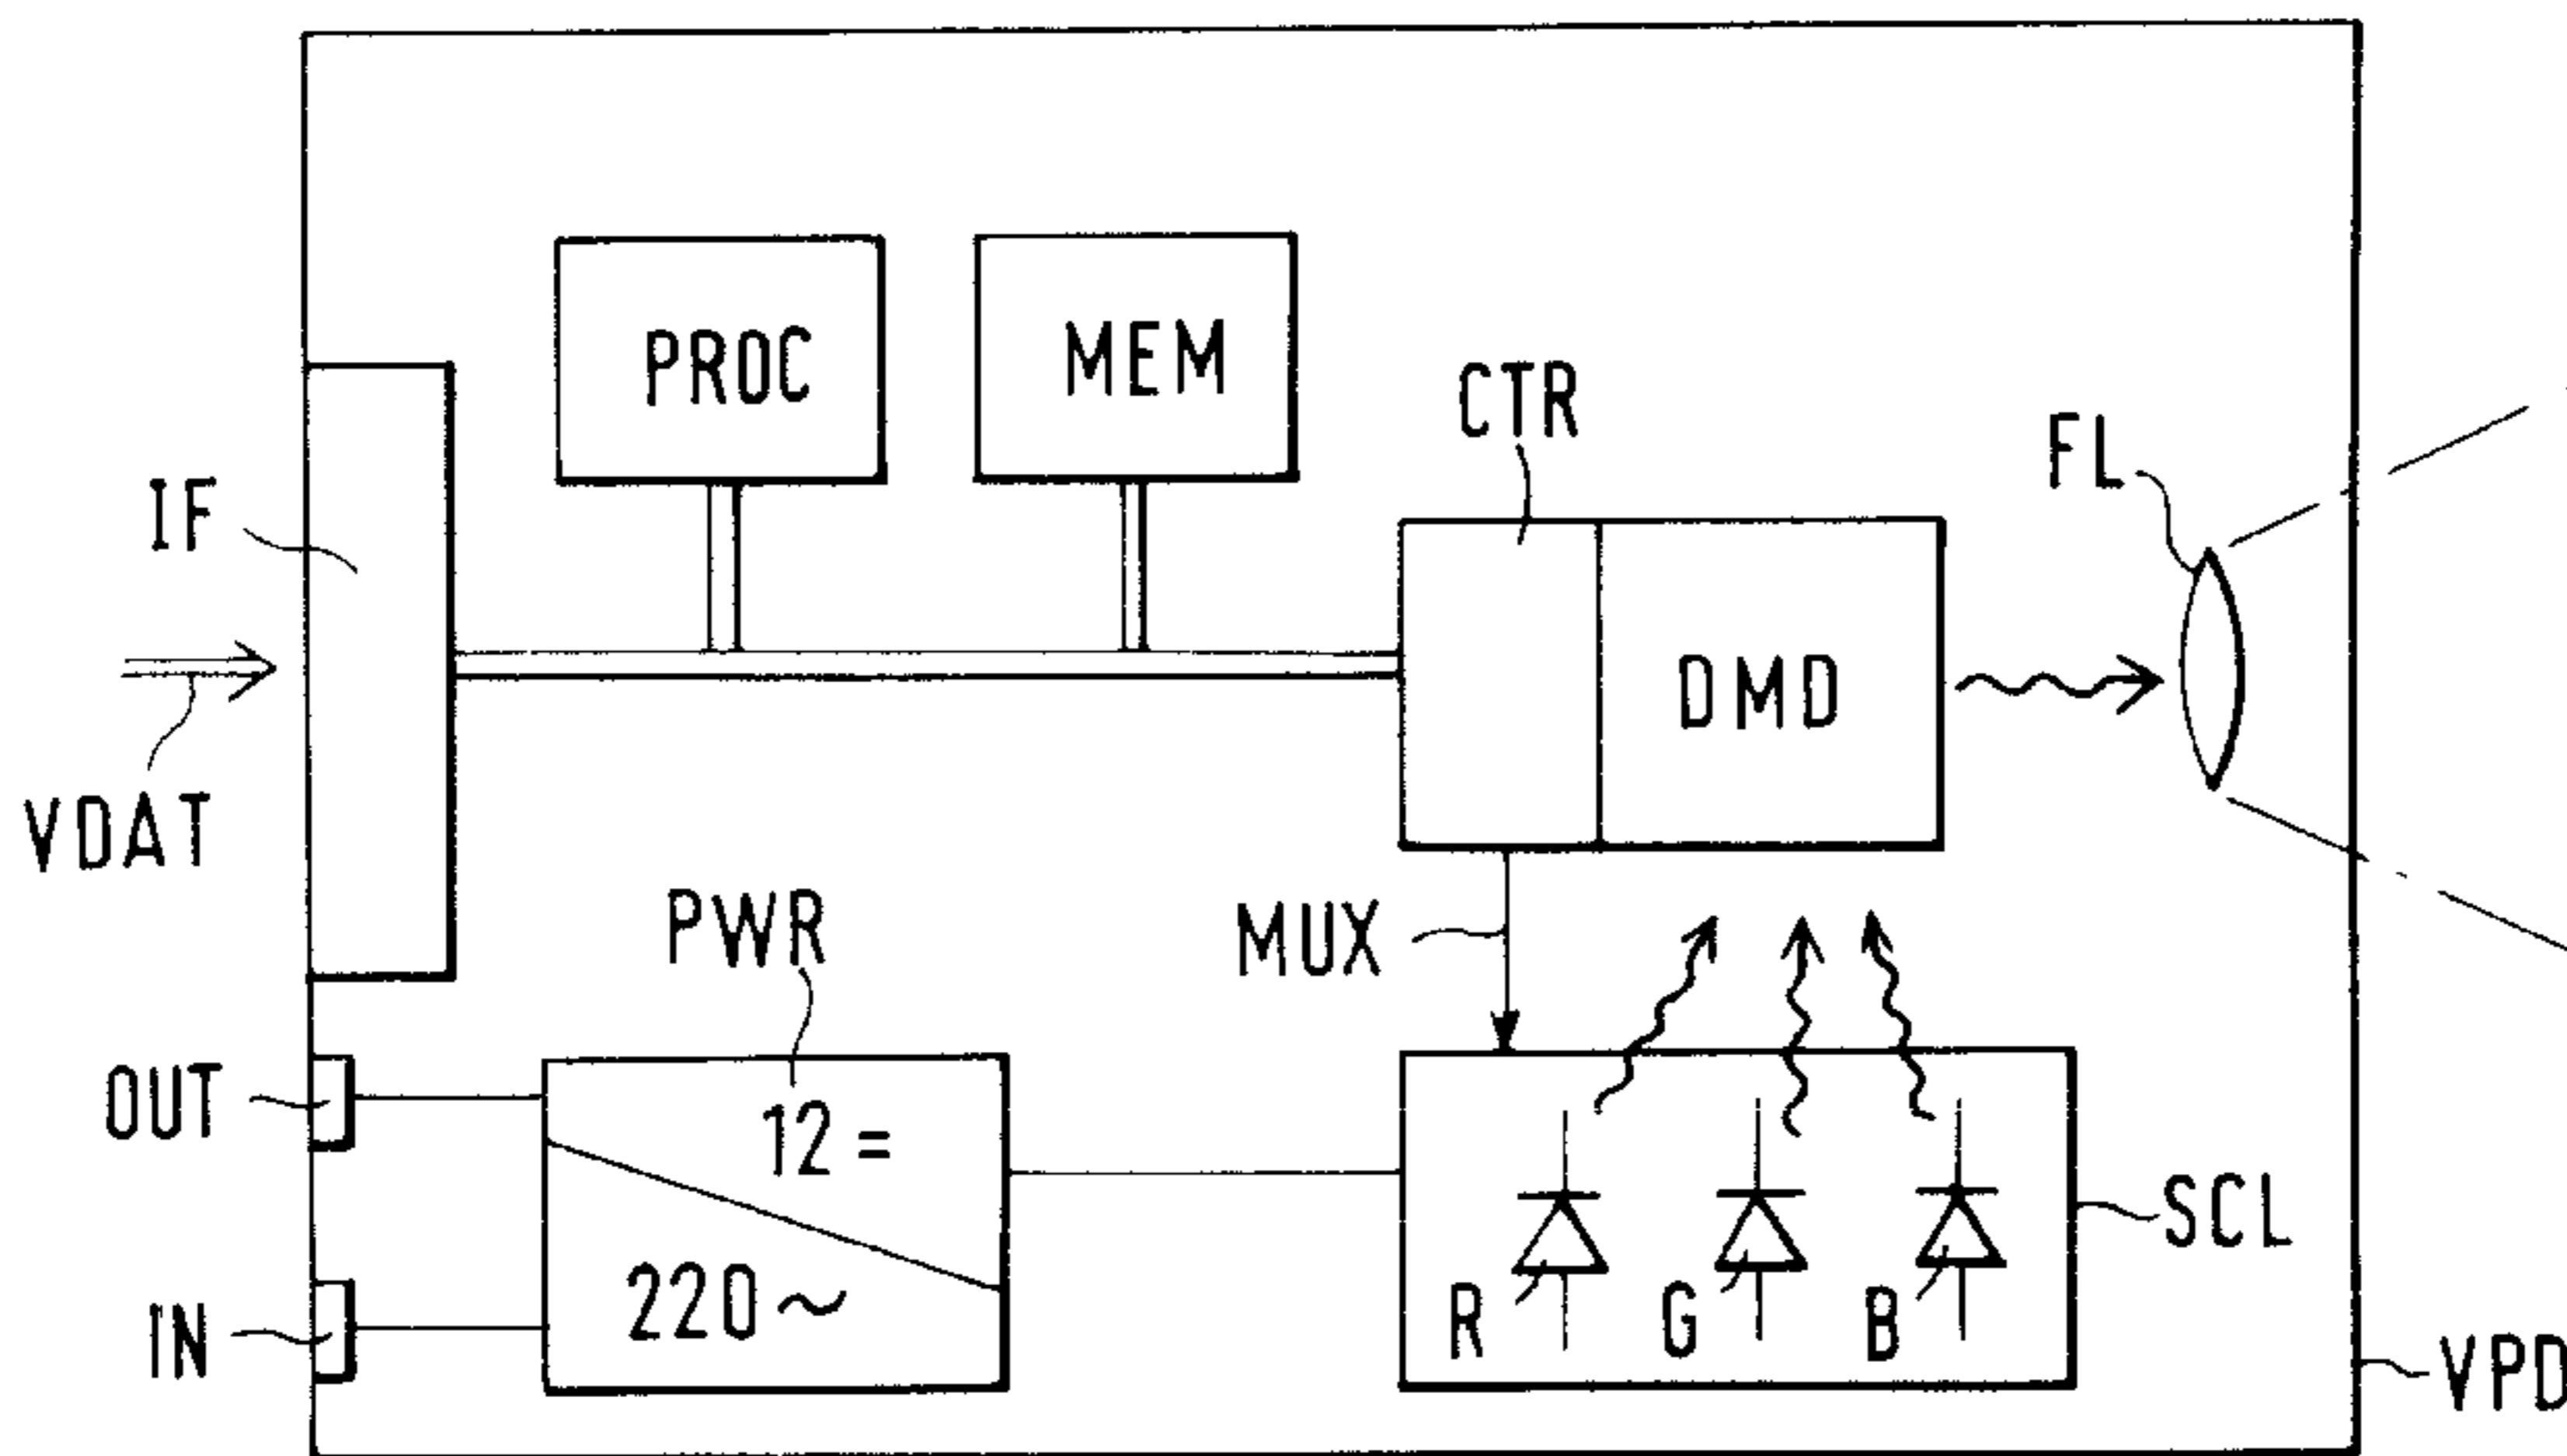 PROC
MEM
CTR
FL
IF
DMD
VDAT
PWR
MUX
OUT
12 =
SCL
220 ~
IN
R
G
B
VPD